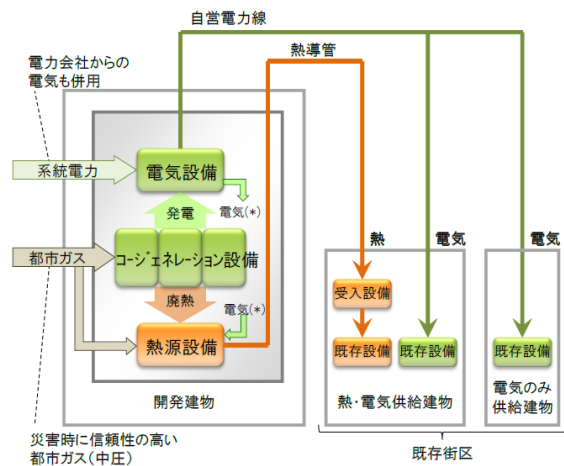 自営電力線
電力会社からの
電気も併用
熱導管
系統電力
電気設備
発電
電気(*)
都市ガス
コージェネレーション設備
廃熱
電気(*)
熱源設備
開発建物
熱
電気
電気
受入設備
既存設備
既存設備
既存設備
熱・電気供給建物
電気のみ
供給建物
災害時に信頼性の高い
都市ガス(中圧)
既存街区